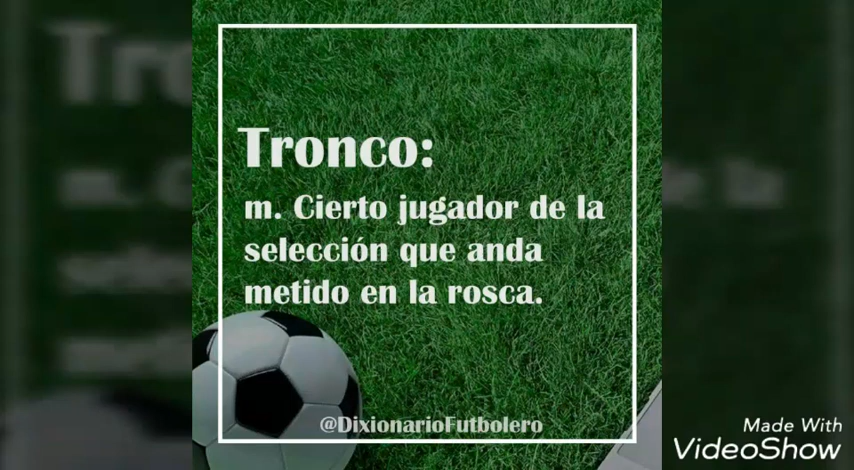 Tronco:
m. Cierto jugador de la
selección que anda
metido en la rosca.
@DixionarioFutbolero
Made With
VideoShow